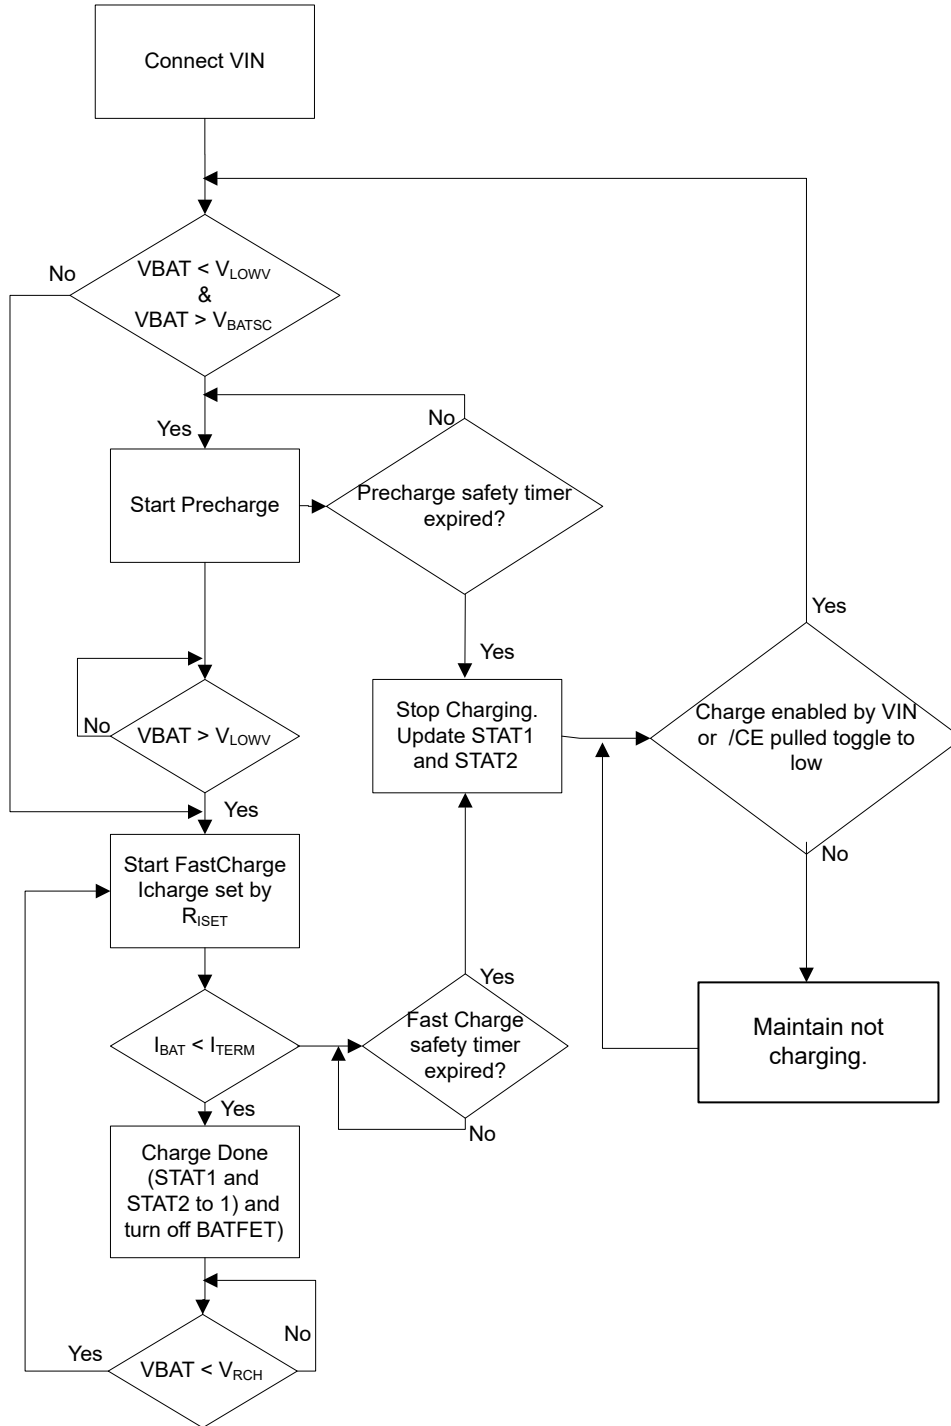 Connect VIN
No
VBAT < VLOWV
&
VBAT > VBATSC
Yes
No
Start Precharge
Precharge safety timer
expired?
Yes
Yes
No
VBAT > VLOWV
Stop Charging.
Update STAT1
and STAT2
Charge enabled by VIN
or /CE pulled toggle to
low
Yes
No
Start FastCharge
Icharge set by
RISET
Yes
IBAT < ITERM
Fast Charge
safety timer
expired?
No
Maintain not
charging.
Yes
Charge Done
(STAT1 and
STAT2 to 1) and
turn off BATFET)
Yes
No
VBAT < VRCH